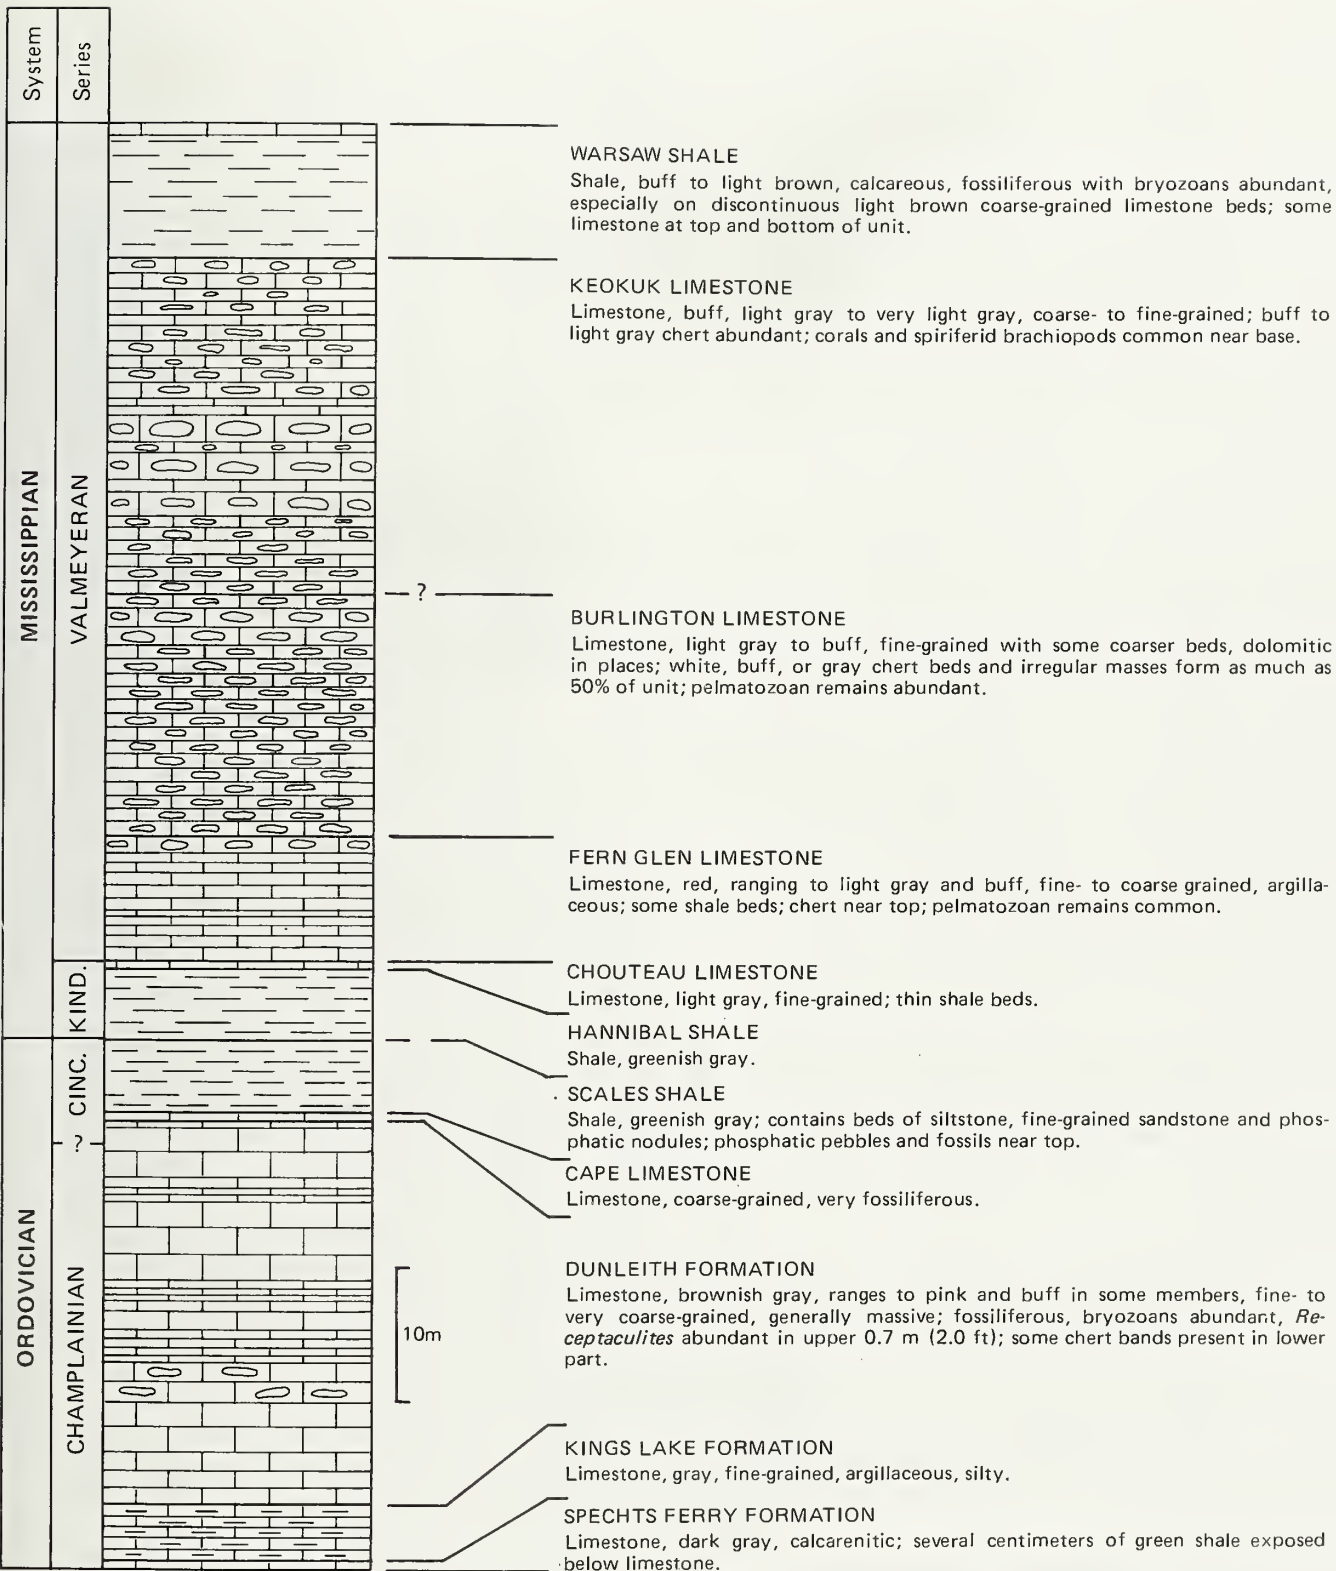 System
Series
MISSISSIPPIAN
VALMEYERAN
KIND.
ORDOVICIAN
CINC.
?
CHAMPLAINIAN
WARSAW SHALE
Shale, buff to light brown, calcareous, fossiliferous with bryozoans abundant,
especially on discontinuous light brown coarse-grained limestone beds; some
limestone at top and bottom of unit.
KEOKUK LIMESTONE
Limestone, buff, light gray to very light gray, coarse- to fine-grained; buff to
light gray chert abundant; corals and spiriferid brachiopods common near base.
?
BURLINGTON LIMESTONE
Limestone, light gray to buff, fine-grained with some coarser beds, dolomitic
in places; white, buff, or gray chert beds and irregular masses form as much as
50% of unit; pelmatozoan remains abundant.
FERN GLEN LIMESTONE
Limestone, red, ranging to light gray and buff, fine- to coarse grained, argilla-
ceous; some shale beds; chert near top; pelmatozoan remains common.
CHOUTEAU LIMESTONE
Limestone, light gray, fine-grained; thin shale beds.
HANNIBAL SHALE
Shale, greenish gray.
SCALES SHALE
Shale, greenish gray; contains beds of siltstone, fine-grained sandstone and phos-
phatic nodules; phosphatic pebbles and fossils near top.
CAPE LIMESTONE
Limestone, coarse-grained, very fossiliferous.
DUNLEITH FORMATION
Limestone, brownish gray, ranges to pink and buff in some members, fine- to
very coarse-grained, generally massive; fossiliferous, bryozoans abundant, Re-
ceptaculites abundant in upper 0.7 m (2.0 ft); some chert bands present in lower
part.
10m
KINGS LAKE FORMATION
Limestone, gray, fine-grained, argillaceous, silty.
SPECHTS FERRY FORMATION
Limestone, dark gray, calcarenitic; several centimeters of green shale exposed
below limestone.